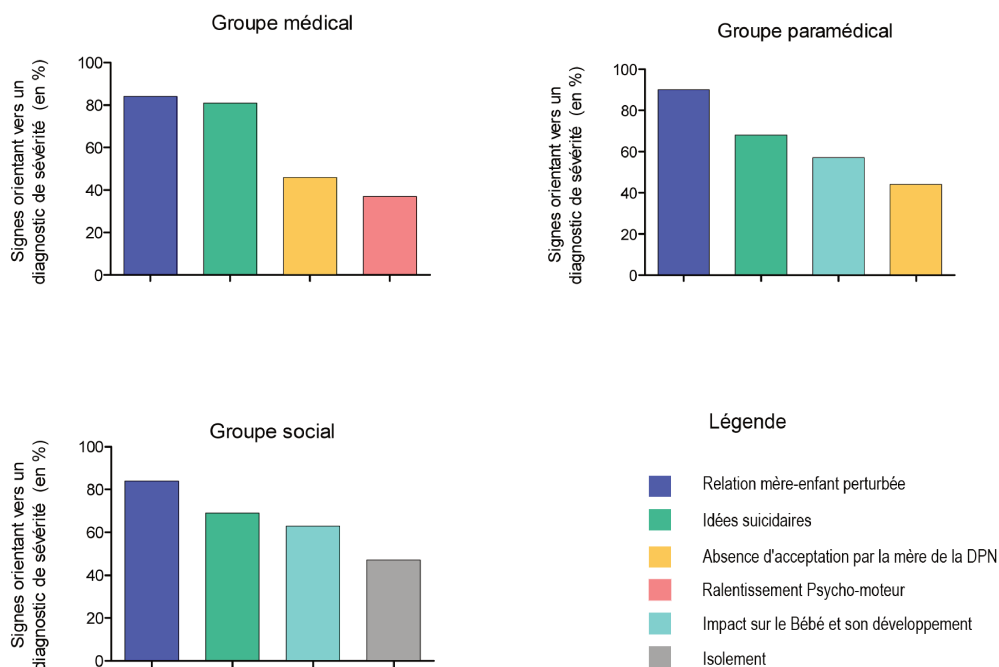 Groupe médical
Signes orientant vers un
diagnostic de sévérité (en %)
100
80
60
40
20
0
Groupe paramédical
Signes orientant vers un
diagnostic de sévérité (en %)
100
80
60
40
20
0
Groupe social
Signes orientant vers un
diagnostic de sévérité (en %)
100
80
60
40
20
0
Légende
Relation mère-enfant perturbée
Idées suicidaires
Absence d'acceptation par la mère de la DPN
Ralentissement Psycho-moteur
Impact sur le Bébé et son développement
Isolement